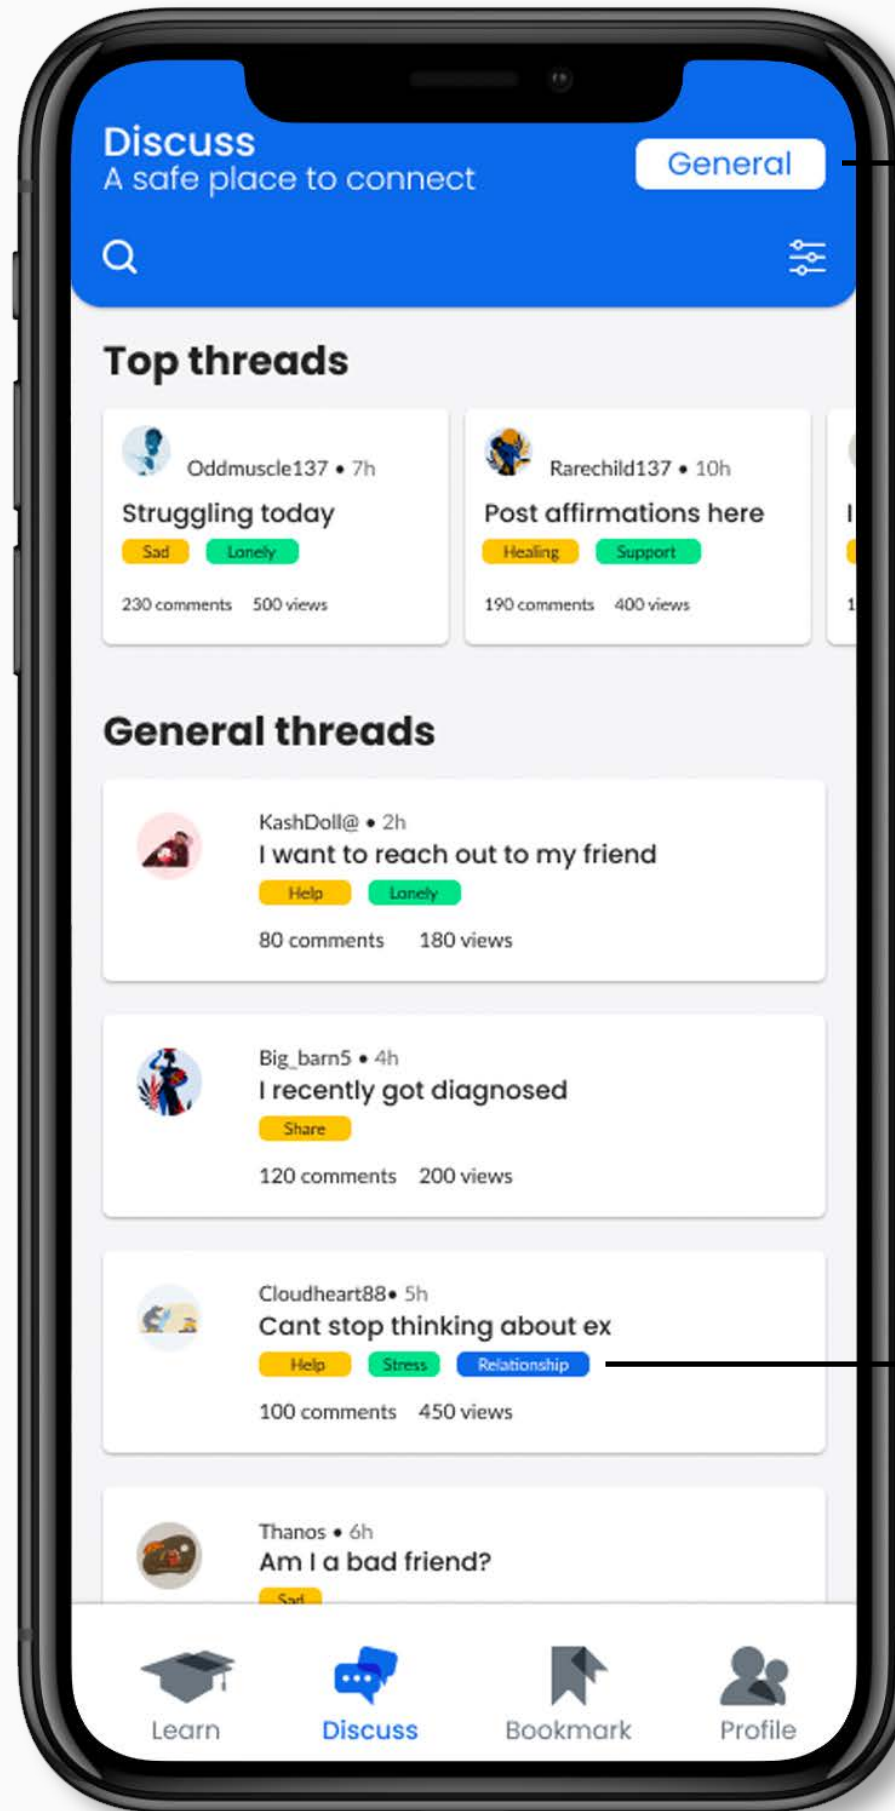 Discuss
A safe place to connect
General
Top threads
Oddmuscle137 • 7h
Struggling today
Sad Lonely
230 comments 500 views
Rarechild137 • 10h
Post affirmations here
Healing Support
190 comments 400 views
I
1
General threads
KashDoll@ • 2h
I want to reach out to my friend
Help Lonely
80 comments 180 views
Big_barn5 • 4h
I recently got diagnosed
Share
120 comments 200 views
Cloudheart88• 5h
Cant stop thinking about ex
Help Stress Relationship
100 comments 450 views
Thanos • 6h
Am I a bad friend?
Sad
Learn Discuss Bookmark Profile